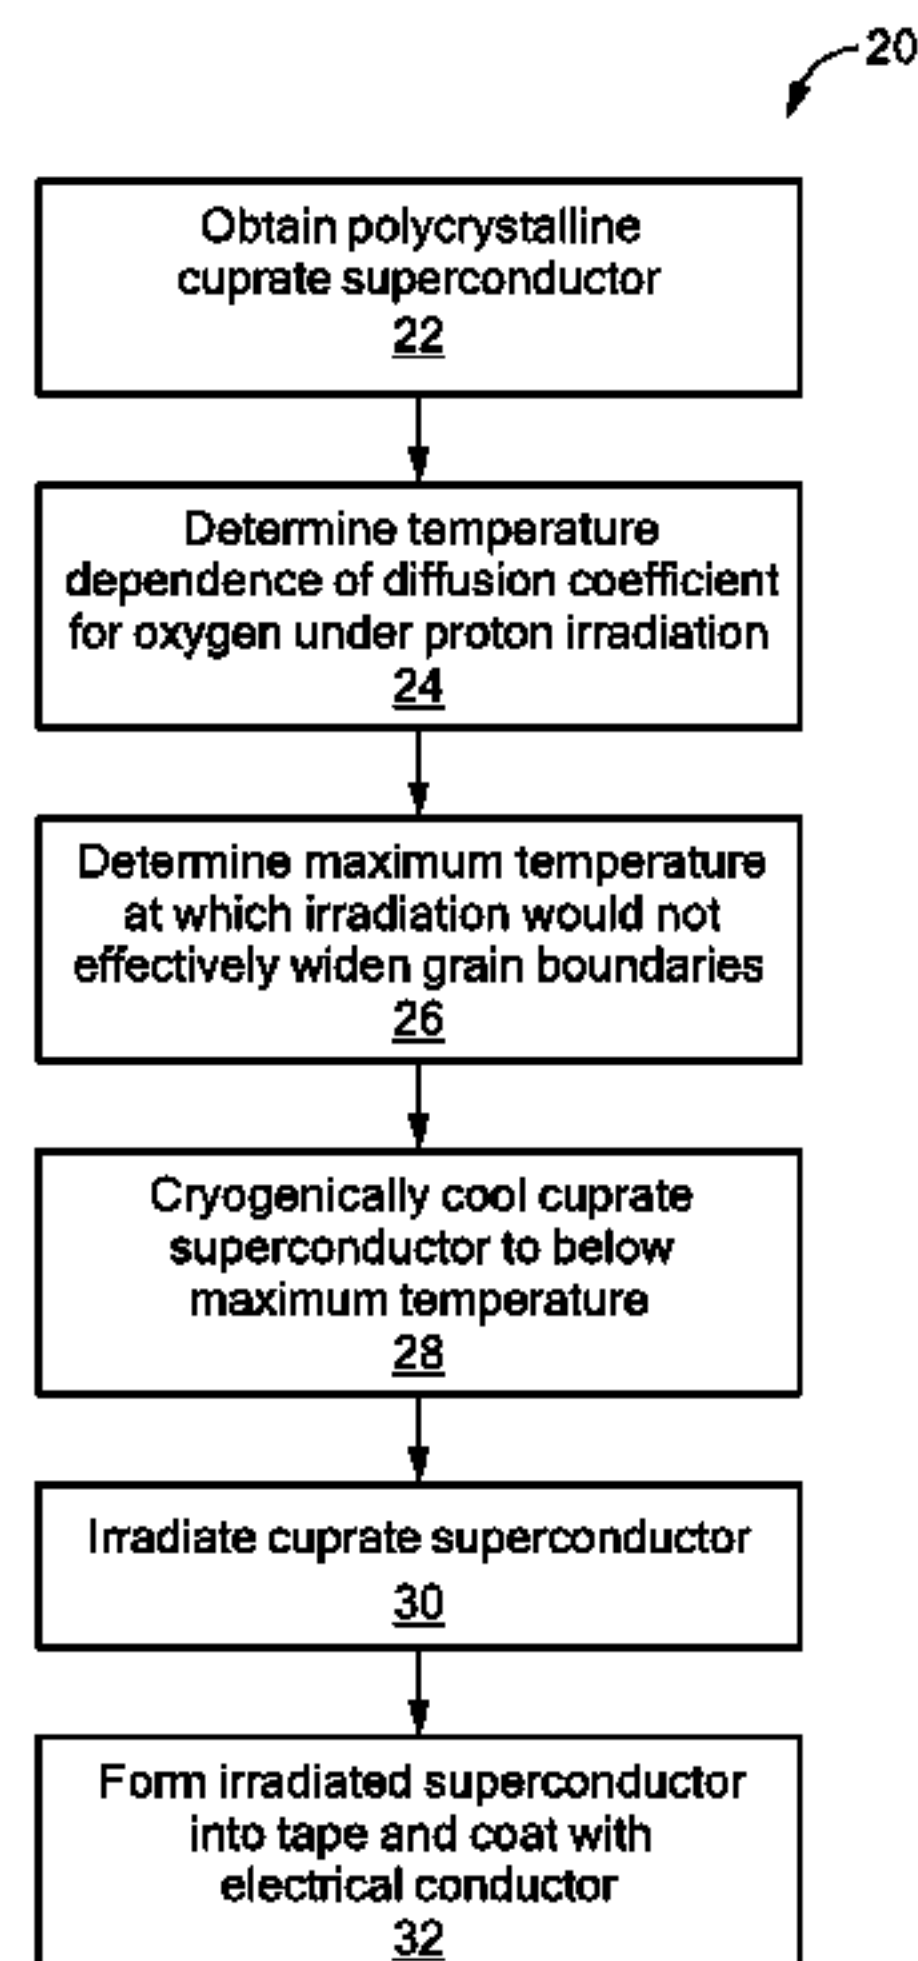 20
Obtain polycrystalline
cuprate superconductor
22
Determine temperature
dependence of diffusion coefficient
for oxygen under proton irradiation
24
Determine maximum temperature
at which irradiation would not
effectively widen grain boundaries
26
Cryogenically cool cuprate
superconductor to below
maximum temperature
28
Irradiate cuprate superconductor
30
Form irradiated superconductor
into tape and coat with
electrical conductor
32